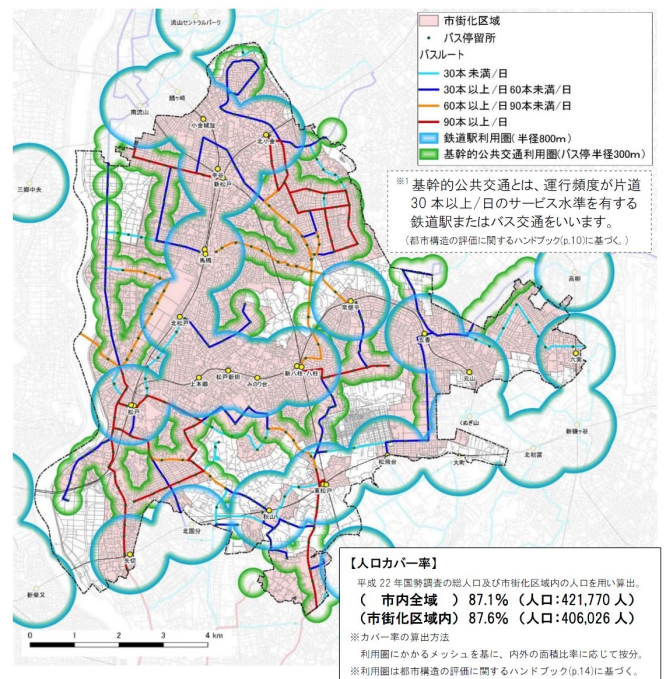 流山セントラルパーク
市街化区域
バス停留所
バスルート
30本未満/日
30本以上/日60本未満/日
60本以上/日90本未満/日
90本以上/日
鉄道駅利用圏(半径800m)
基幹的公共交通利用圏(バス停半径300m)
※1 基幹的公共交通とは、運行頻度が片道
30本以上/日のサービス水準を有する
鉄道駅またはバス交通をいいます。
(都市構造の評価に関するハンドブック(p.10)に基づく。)
鰭ヶ崎
南流山
小金城趾
北小金
幸谷
新松戸
三郷中央
馬橋
高柳
常盤平
北松戸
五香
六実
元山
松戸新田
上本郷
みのり台
新八柱・八柱
松戸
くぬぎ山
新鎌ヶ谷
松飛台
大町
北初富
東松戸
秋山
北国分
矢切
新柴又
0 1 2 3 4 km
【人口カバー率】
平成22年国勢調査の総人口及び市街化区域内の人口を用い算出。
( 市内全域 ) 87.1% (人口:421,770 人)
(市街化区域内) 87.6% (人口:406,026 人)
※カバー率の算出方法
利用圏にかかるメッシュを基に、内外の面積比率に応じて按分。
※利用圏は都市構造の評価に関するハンドブック(p.14)に基づく。